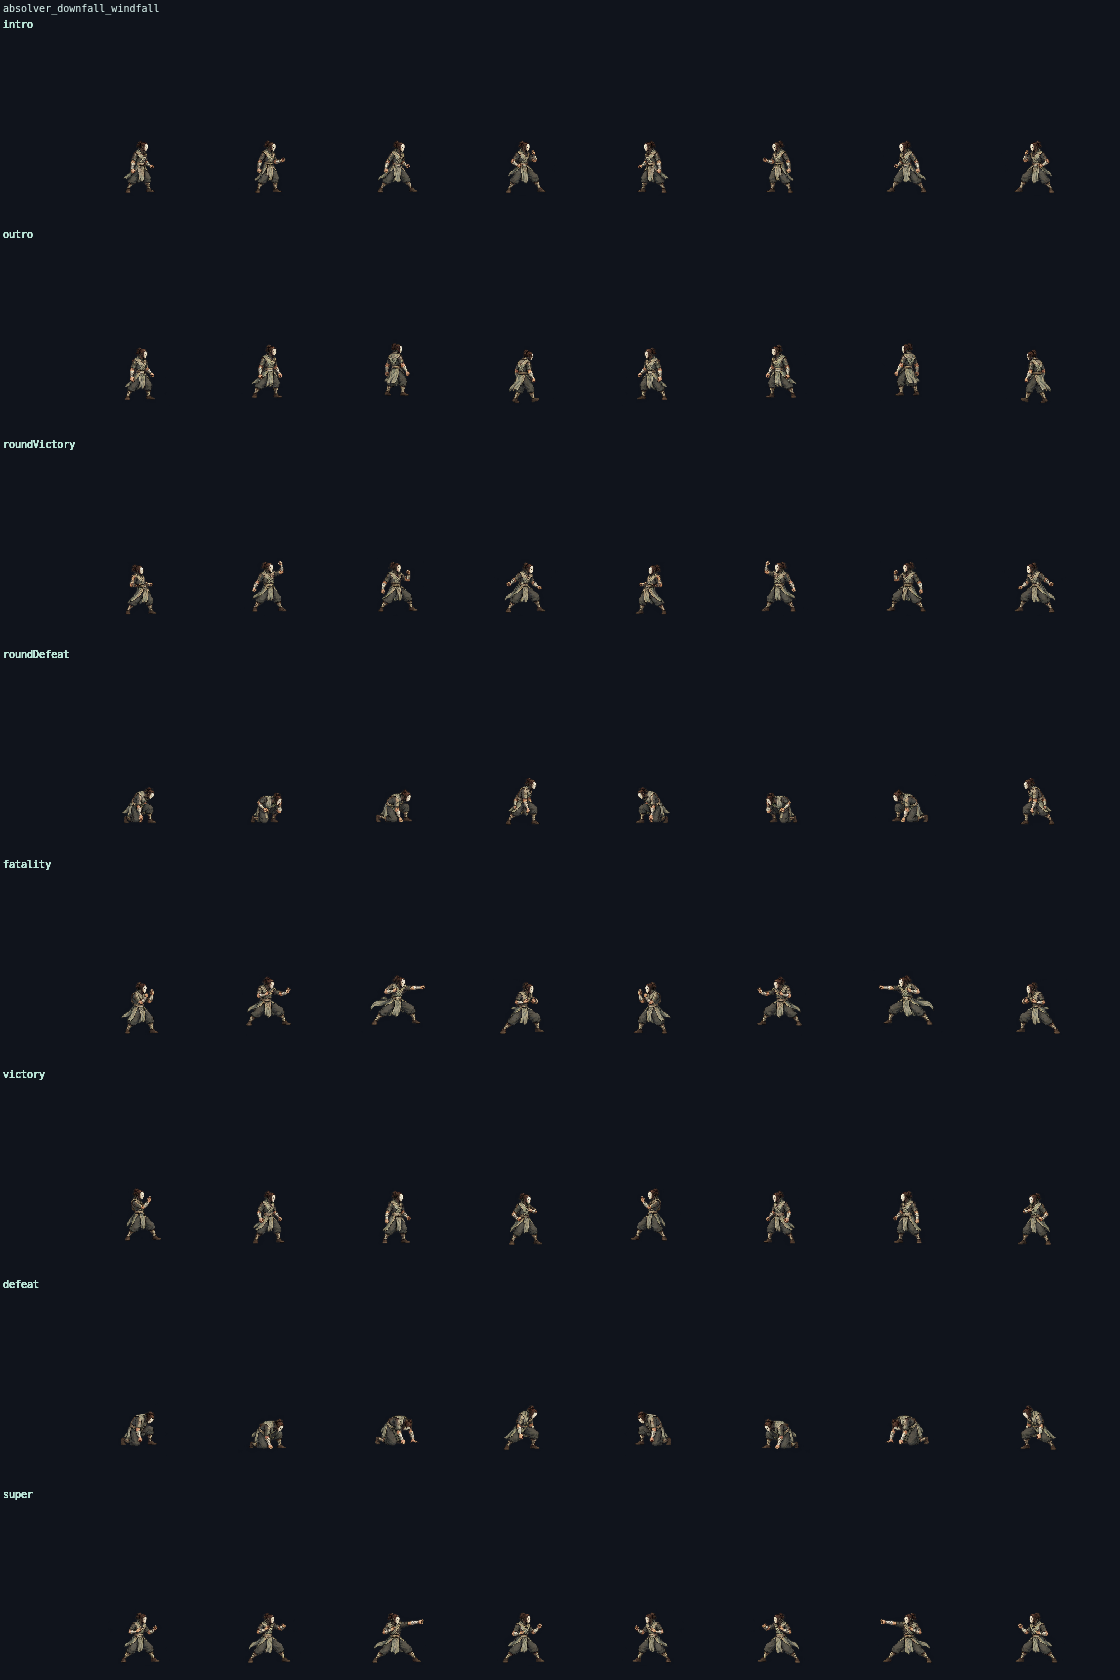 absolver_downfall_windfall
intro
outro
roundVictory
roundDefeat
fatality
victory
defeat
super